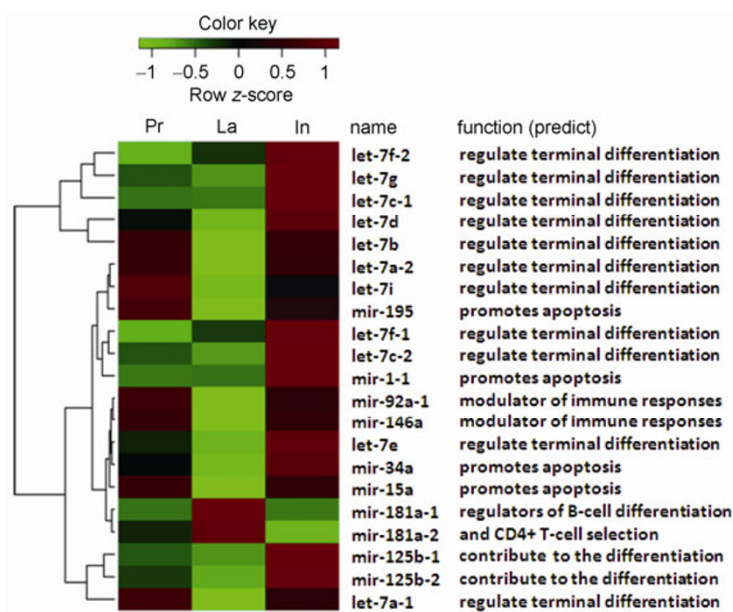 Color key
−1 −0.5 0 0.5 1
Row z-score
Pr La In name function (predict)
let-7f-2 regulate terminal differentiation
let-7g regulate terminal differentiation
let-7c-1 regulate terminal differentiation
let-7d regulate terminal differentiation
let-7b regulate terminal differentiation
let-7a-2 regulate terminal differentiation
let-7i regulate terminal differentiation
mir-195 promotes apoptosis
let-7f-1 regulate terminal differentiation
let-7c-2 regulate terminal differentiation
mir-1-1 promotes apoptosis
mir-92a-1 modulator of immune responses
mir-146a modulator of immune responses
let-7e regulate terminal differentiation
mir-34a promotes apoptosis
mir-15a promotes apoptosis
mir-181a-1 regulators of B-cell differentiation
mir-181a-2 and CD4+ T-cell selection
mir-125b-1 contribute to the differentiation
mir-125b-2 contribute to the differentiation
let-7a-1 regulate terminal differentiation